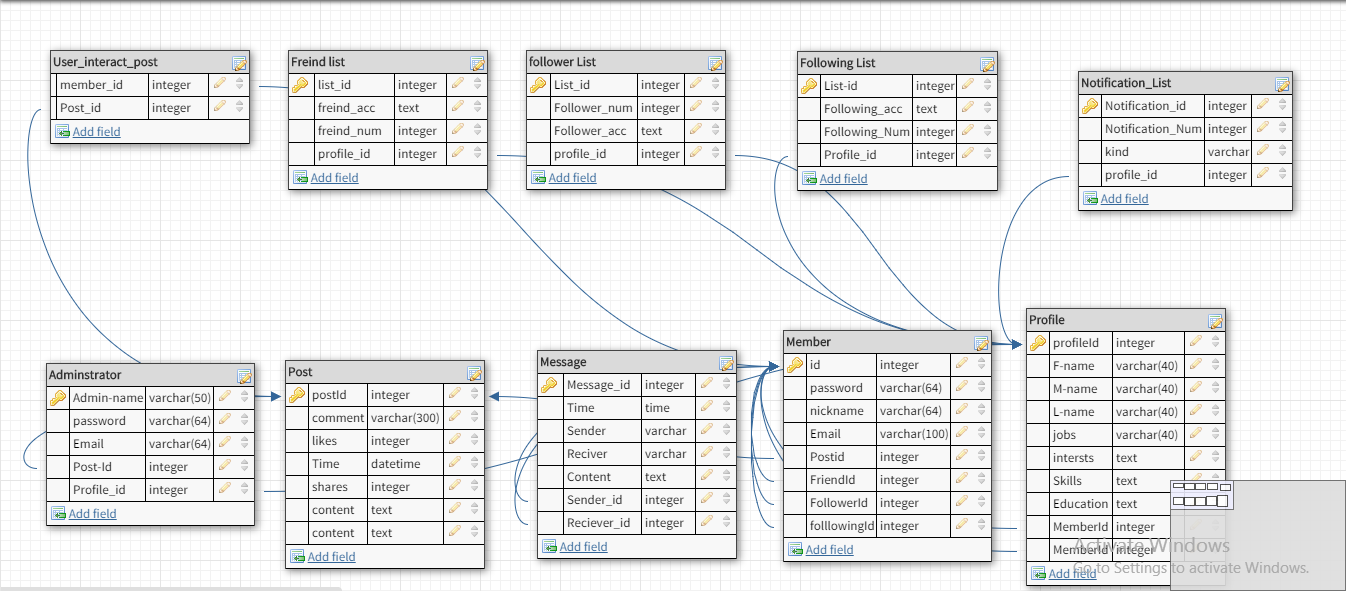 User_interact_post
member_id integer
Post_id integer
Add field
Freind list
list_id integer
freind_acc text
freind_num integer
profile_id integer
Add field
follower List
List_id integer
Follower_num integer
Follower_acc text
profile_id integer
Add field
Following List
List-id integer
Following_acc text
Following_Num integer
Profile_id integer
Add field
Notification_List
Notification_id integer
Notification_Num integer
kind varchar
profile_id integer
Add field
Adminstrator
Admin-name varchar(50)
password varchar(64)
Email varchar(64)
Post-Id integer
Profile_id integer
Add field
Post
postId integer
comment varchar(300)
likes integer
Time datetime
shares integer
content text
content text
Add field
Message
Message_id integer
Time time
Sender varchar
Reciver varchar
Content text
Sender_id integer
Reciever_id integer
Add field
Member
id integer
password varchar(64)
nickname varchar(64)
Email varchar(100)
Postid integer
FriendId integer
FollowerId integer
folllowingId integer
Add field
Profile
profileId integer
F-name varchar(40)
M-name varchar(40)
L-name varchar(40)
jobs varchar(40)
intersts text
Skills text
Education text
MemberId integer
MemberId integer
Add field
Activate Windows
Go to Settings to activate Windows.